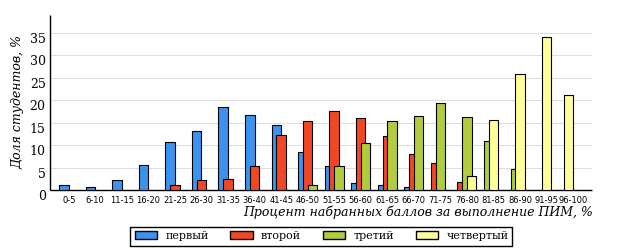 Доля студентов, %
35
30
25
20
15
10
5
0
0-5 6-10 11-15 16-20 21-25 26-30 31-35 36-40 41-45 46-50 51-55 56-60 61-65 66-70 71-75 76-80 81-85 86-90 91-95 96-100
Процент набранных баллов за выполнение ПИМ, %
первый второй третий четвертый